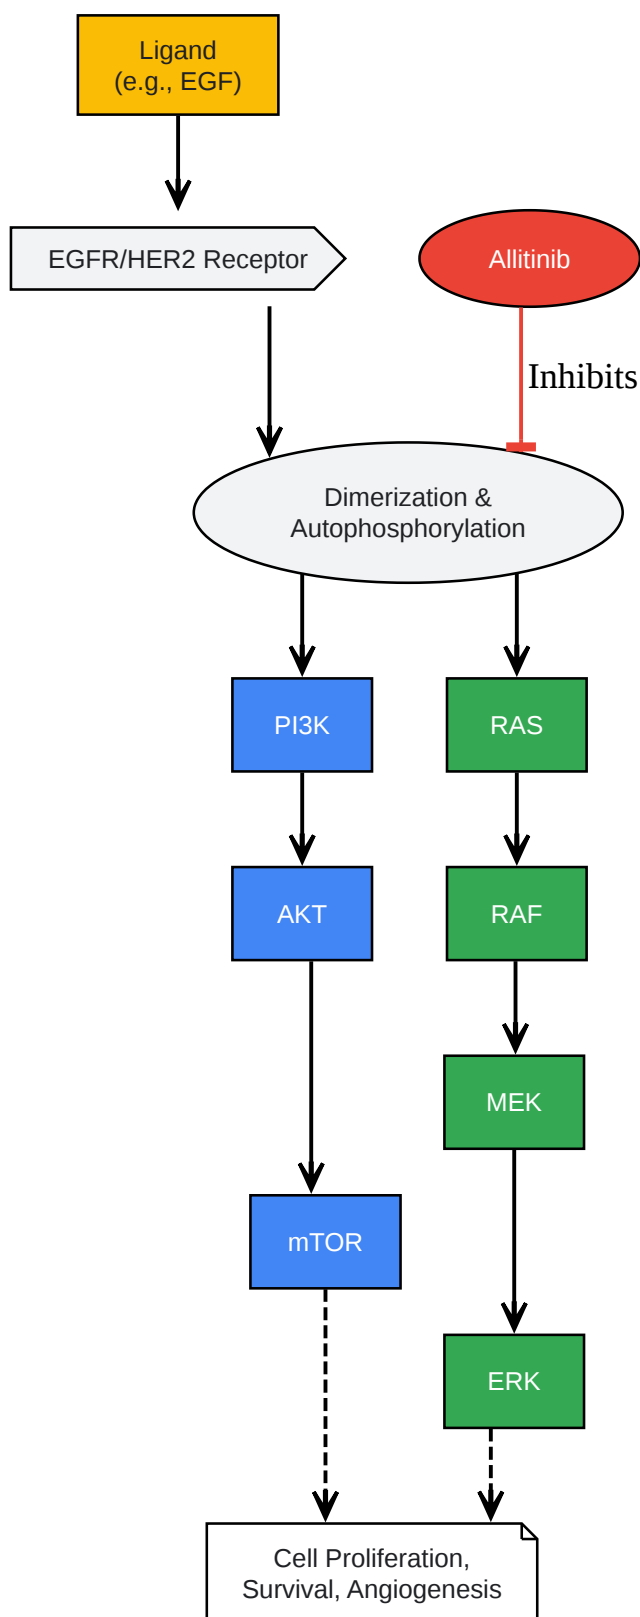 Ligand
(e.g., EGF)
EGFR/HER2 Receptor
Allitinib
Inhibits
Dimerization &
Autophosphorylation
PI3K
RAS
AKT
RAF
MEK
mTOR
ERK
Cell Proliferation,
Survival, Angiogenesis